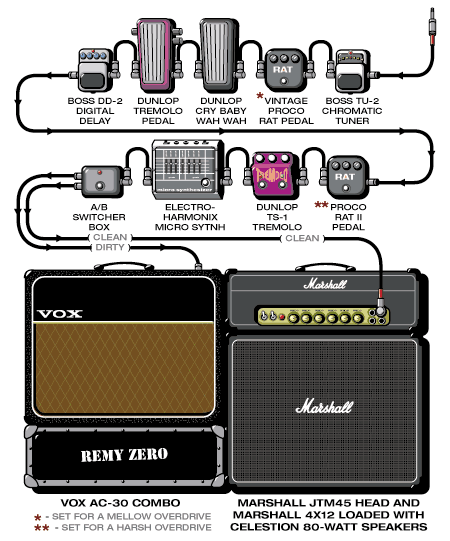 RAT
BOSS DD-2
DIGITAL
DELAY
DUNLOP
TREMOLO
PEDAL
DUNLOP
CRY BABY
WAH WAH
* VINTAGE
PROCO
RAT PEDAL
BOSS TU-2
CHROMATIC
TUNER
micro synthesizer
TREMOLO
RAT
A/B
SWITCHER
BOX
ELECTRO-
HARMONIX
MICRO SYTNH
DUNLOP
TS-1
TREMOLO
** PROCO
RAT II
PEDAL
(CLEAN)
(DIRTY)
(CLEAN)
VOX
Marshall
Marshall
REMY ZERO
VOX AC-30 COMBO
* - SET FOR A MELLOW OVERDRIVE
** - SET FOR A HARSH OVERDRIVE
MARSHALL JTM45 HEAD AND
MARSHALL 4X12 LOADED WITH
CELESTION 80-WATT SPEAKERS